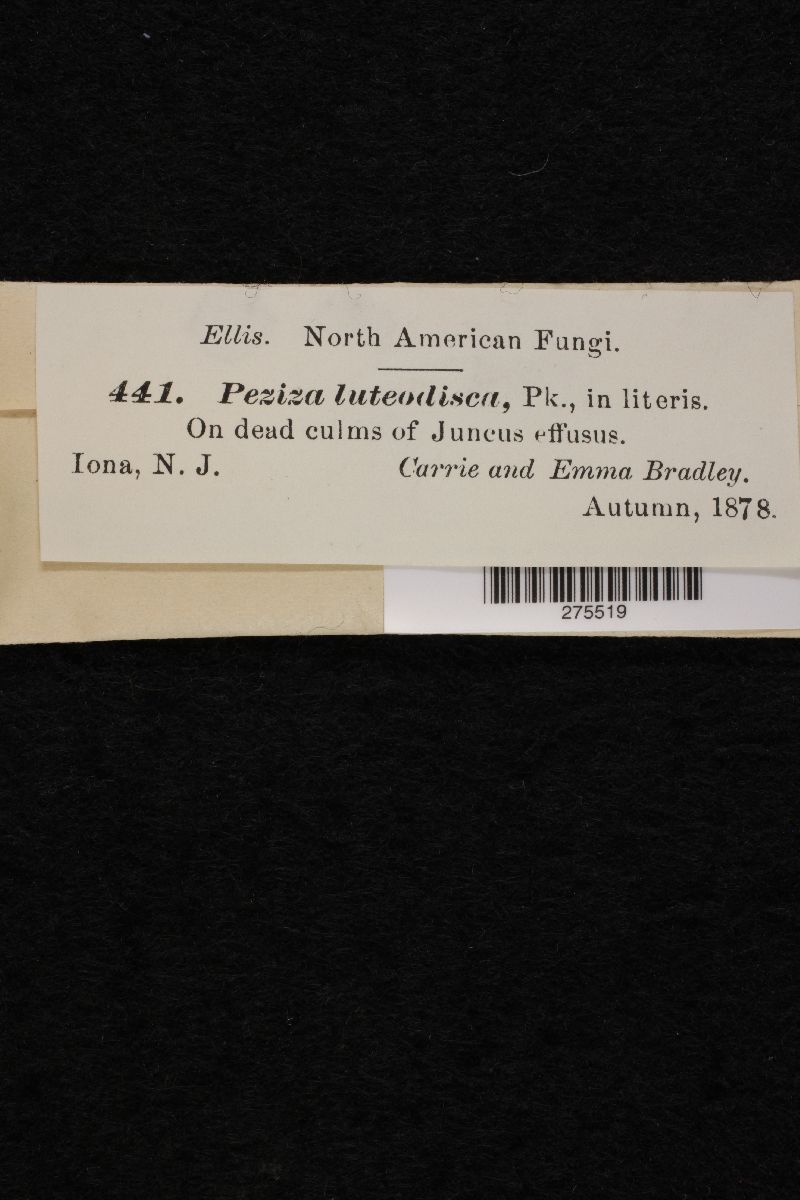 Ellis. North American Fungi.
441. Peziza luteodisca, Pk., in literis.
On dead culms of Juncus effusus.
Iona, N. J. Carrie and Emma Bradley.
Autumn, 1878.
275519